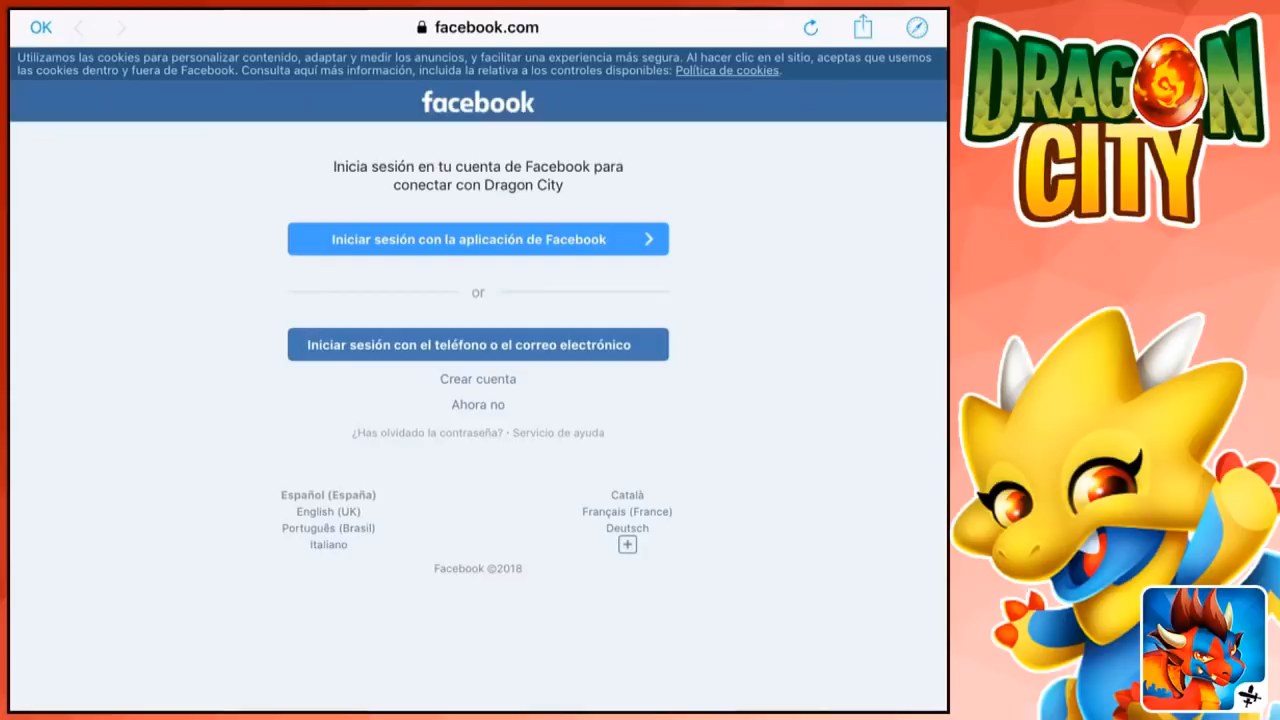 OK
facebook.com
Utilizamos las cookies para personalizar contenido, adaptar y medir los anuncios, y facilitar una experiencia más segura. Al hacer clic en el sitio, aceptas que usemos
las cookies dentro y fuera de Facebook. Consulta aquí más información, incluida la relativa a los controles disponibles: Política de cookies.
facebook
Inicia sesión en tu cuenta de Facebook para
conectar con Dragon City
Iniciar sesión con la aplicación de Facebook
or
Iniciar sesión con el teléfono o el correo electrónico
Crear cuenta
Ahora no
¿Has olvidado la contraseña? · Servicio de ayuda
Español (España)
English (UK)
Português (Brasil)
Italiano
Català
Français (France)
Deutsch
Facebook ©2018
DRAGON
CITY